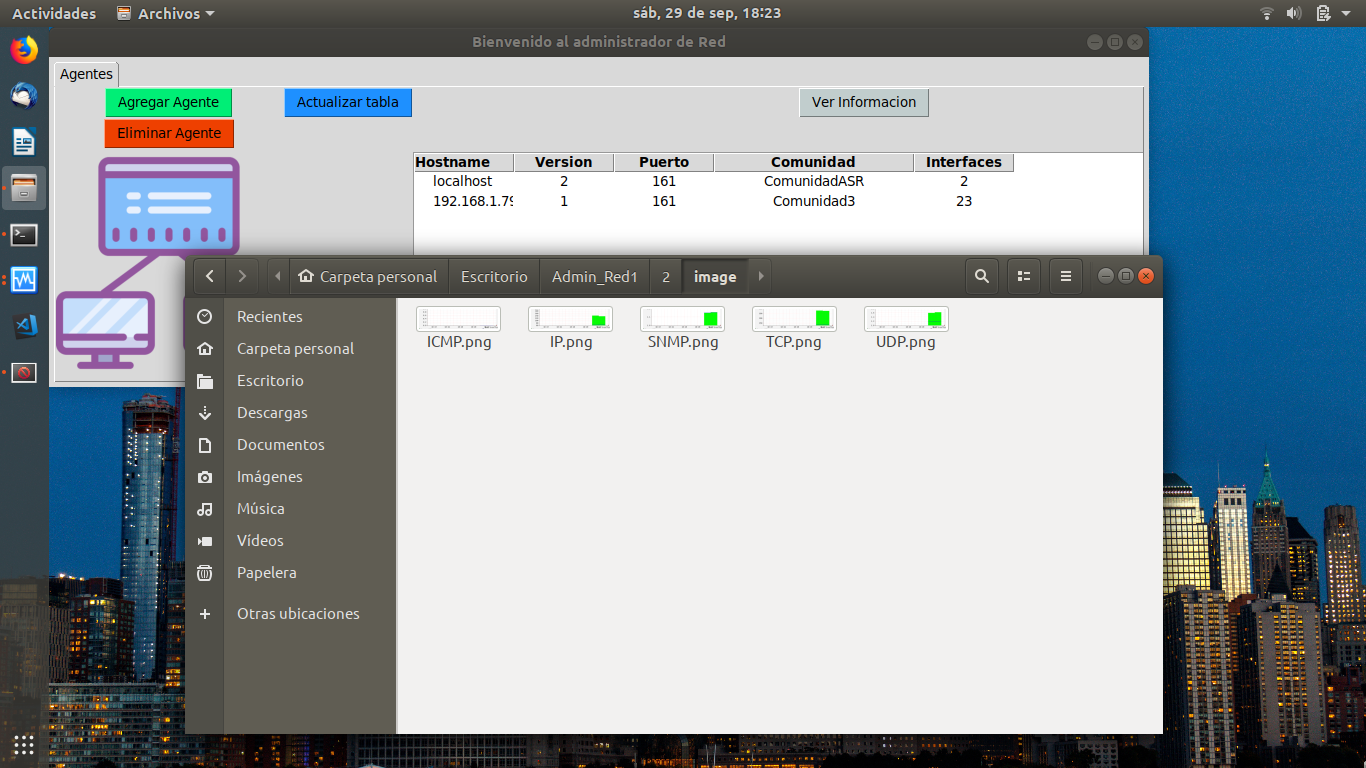 Actividades Archivos sáb, 29 de sep, 18:23
Bienvenido al administrador de Red
Agentes
Agregar Agente Actualizar tabla Ver Informacion
Eliminar Agente
Hostname Version Puerto Comunidad Interfaces
localhost 2 161 ComunidadASR 2
192.168.1.79 1 161 Comunidad3 23
Carpeta personal Escritorio Admin_Red1 2 image
Recientes
Carpeta personal
Escritorio
Descargas
Documentos
Imágenes
Música
Vídeos
Papelera
Otras ubicaciones
ICMP.png IP.png SNMP.png TCP.png UDP.png